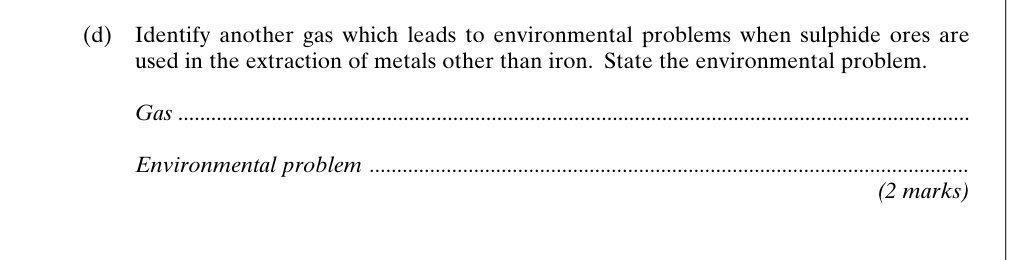 (d) Identify another gas which leads to environmental problems when sulphide ores are
used in the extraction of metals other than iron. State the environmental problem.
Gas ................................................................................................................................................
Environmental problem .............................................................................................................
(2 marks)